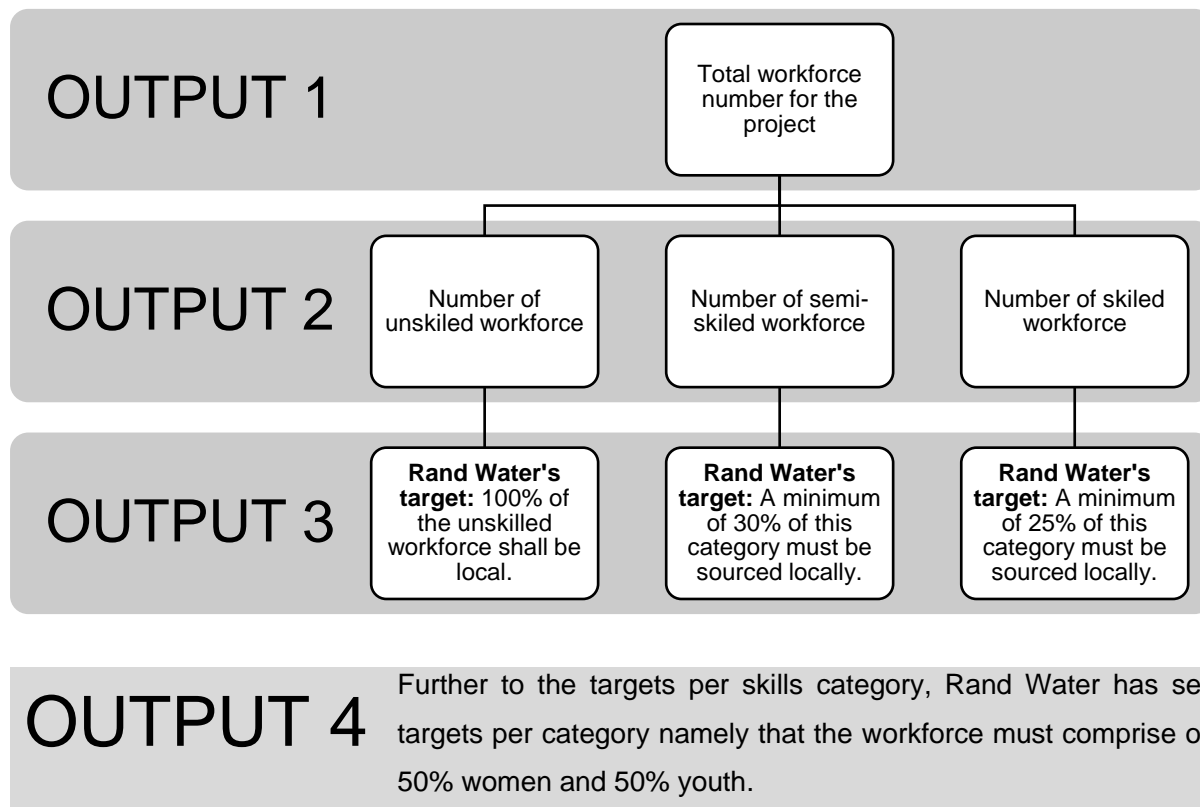 OUTPUT 1
Total workforce
number for the
project
OUTPUT 2
Number of
unskiled workforce
Number of semi-
skiled workforce
Number of skiled
workforce
OUTPUT 3
Rand Water's
target: 100% of
the unskilled
workforce shall be
local.
Rand Water's
target: A minimum
of 30% of this
category must be
sourced locally.
Rand Water's
target: A minimum
of 25% of this
category must be
sourced locally.
OUTPUT 4
Further to the targets per skills category, Rand Water has se
targets per category namely that the workforce must comprise o
50% women and 50% youth.